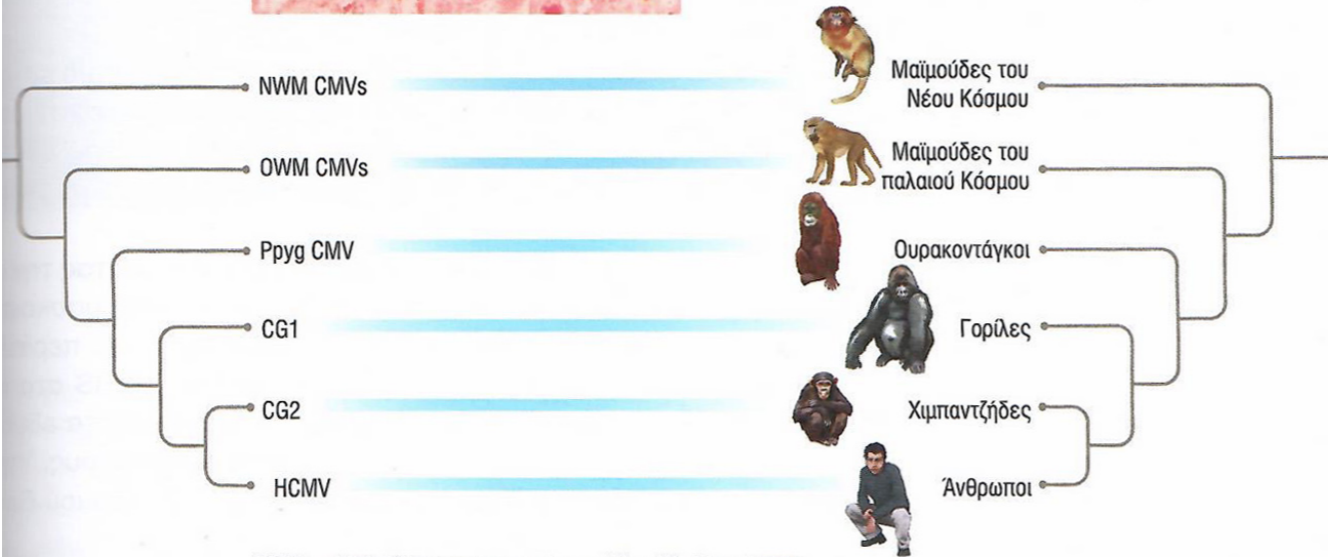 NWM CMVs
Μαϊμούδες του
Νέου Κόσμου
OWM CMVs
Μαϊμούδες του
παλαιού Κόσμου
Ppyg CMV
Ουρακοντάγκοι
CG1
Γορίλες
CG2
Χιμπαντζήδες
HCMV
Άνθρωποι